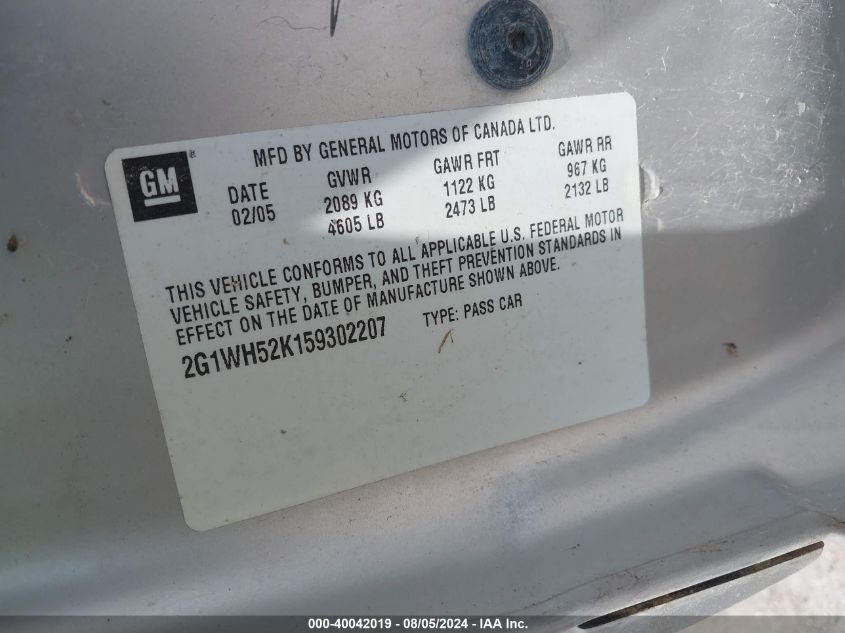 GM
MFD BY GENERAL MOTORS OF CANADA LTD.
DATE GVWR GAWR FRT GAWR RR
02/05 2089 KG 1122 KG 967 KG
4605 LB 2473 LB 2132 LB
THIS VEHICLE CONFORMS TO ALL APPLICABLE U.S. FEDERAL MOTOR
VEHICLE SAFETY, BUMPER, AND THEFT PREVENTION STANDARDS IN
EFFECT ON THE DATE OF MANUFACTURE SHOWN ABOVE.
2G1WH52K159302207 TYPE: PASS CAR
000-40042019 - 08/05/2024 - IAA Inc.